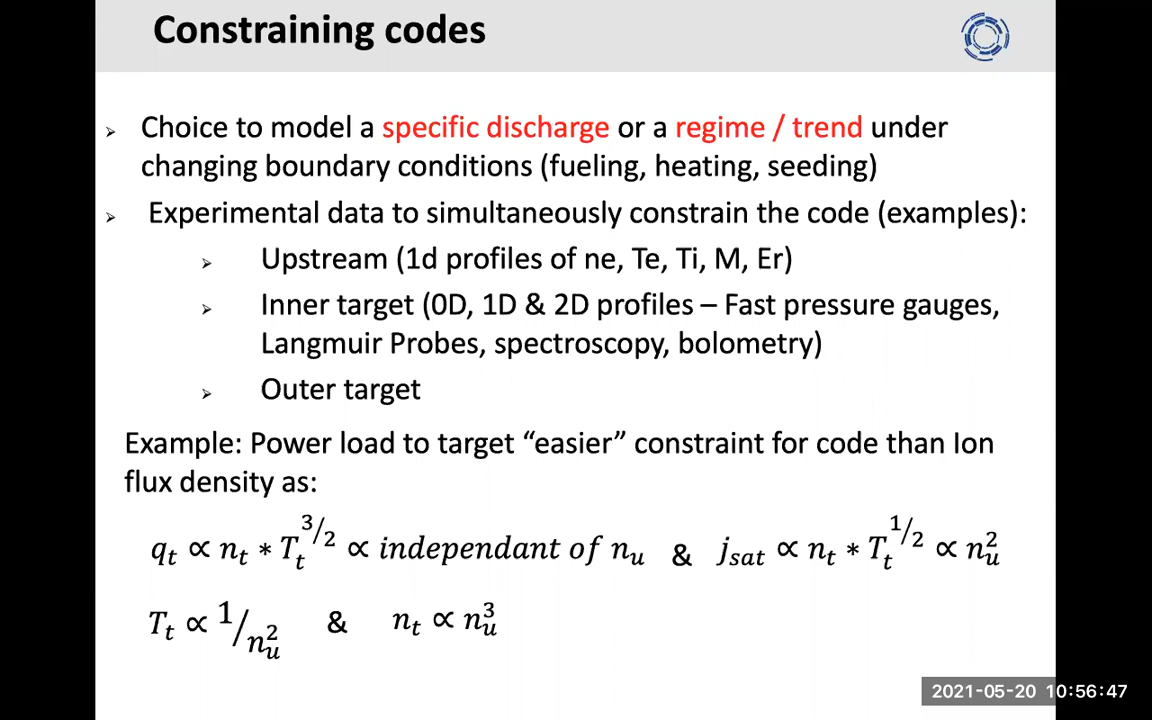 Constraining codes
Choice to model a specific discharge or a regime / trend under
changing boundary conditions (fueling, heating, seeding)
Experimental data to simultaneously constrain the code (examples):
Upstream (1d profiles of ne, Te, Ti, M, Er)
Inner target (0D, 1D & 2D profiles – Fast pressure gauges,
Langmuir Probes, spectroscopy, bolometry)
Outer target
Example: Power load to target “easier” constraint for code than Ion
flux density as:
q_t ∝ n_t * T_t^{3/2} ∝ independant of n_u & j_sat ∝ n_t * T_t^{1/2} ∝ n_u^2
T_t ∝ 1/n_u^2 & n_t ∝ n_u^3
2021-05-20 10:56:47